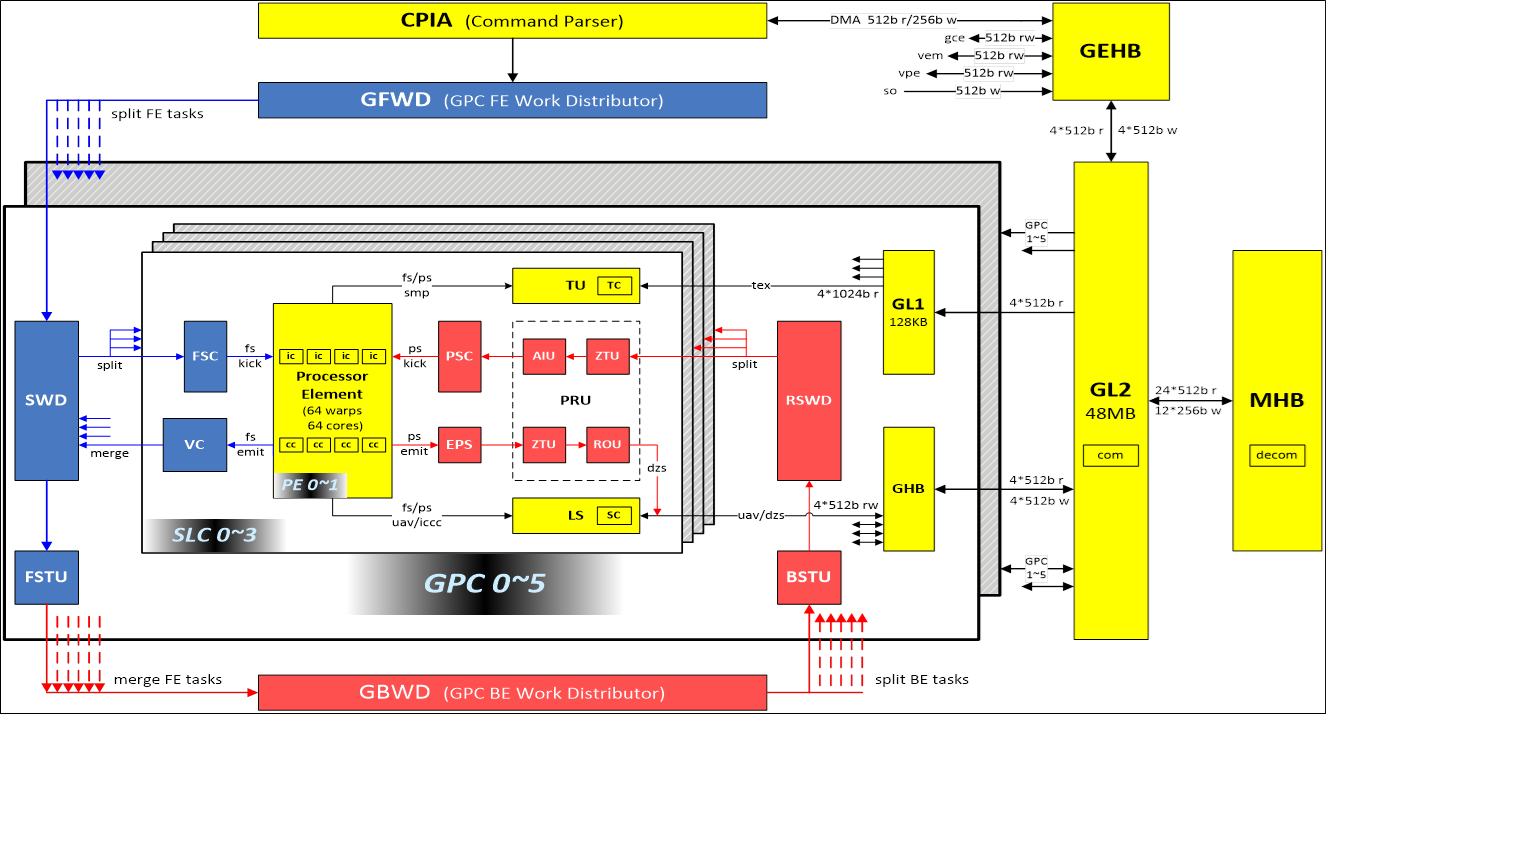 CPIA (Command Parser)
DMA 512b r/256b w
gce 512b rw
vem 512b rw
vpe 512b rw
so 512b w
GEHB
GFWD (GPC FE Work Distributor)
split FE tasks
4*512b r 4*512b w
GPC
1~5
fs/ps
smp
TU TC
tex
4*1024b r
GL1
128KB
4*512b r
SWD
split
FSC
fs
kick
ic ic ic ic
Processor
Element
(64 warps
64 cores)
cc cc cc cc
PE 0~1
ps
kick
PSC
AIU
ZTU
PRU
split
RSWD
GL2
48MB
com
24*512b r
12*256b w
MHB
decom
merge
VC
fs
emit
ps
emit
EPS
ZTU
ROU
dzs
GHB
4*512b r
4*512b w
fs/ps
uav/iccc
LS SC
uav/dzs
4*512b rw
SLC 0~3
GPC 0~5
FSTU
BSTU
GPC
1~5
merge FE tasks
GBWD (GPC BE Work Distributor)
split BE tasks